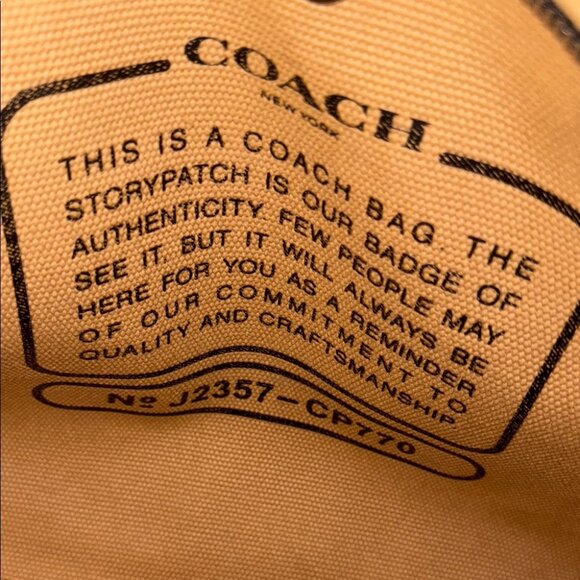 COACH
NEW YORK
THIS IS A COACH BAG. THE
STORYPATCH IS OUR BADGE OF
AUTHENTICITY. FEW PEOPLE MAY
SEE IT, BUT IT WILL ALWAYS BE
HERE FOR YOU AS A REMINDER
OF OUR COMMITMENT TO
QUALITY AND CRAFTSMANSHIP
Nº J2357-CP770